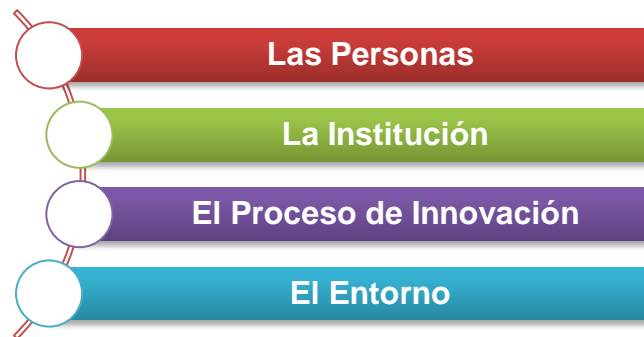 Las Personas
La Institución
El Proceso de Innovación
El Entorno